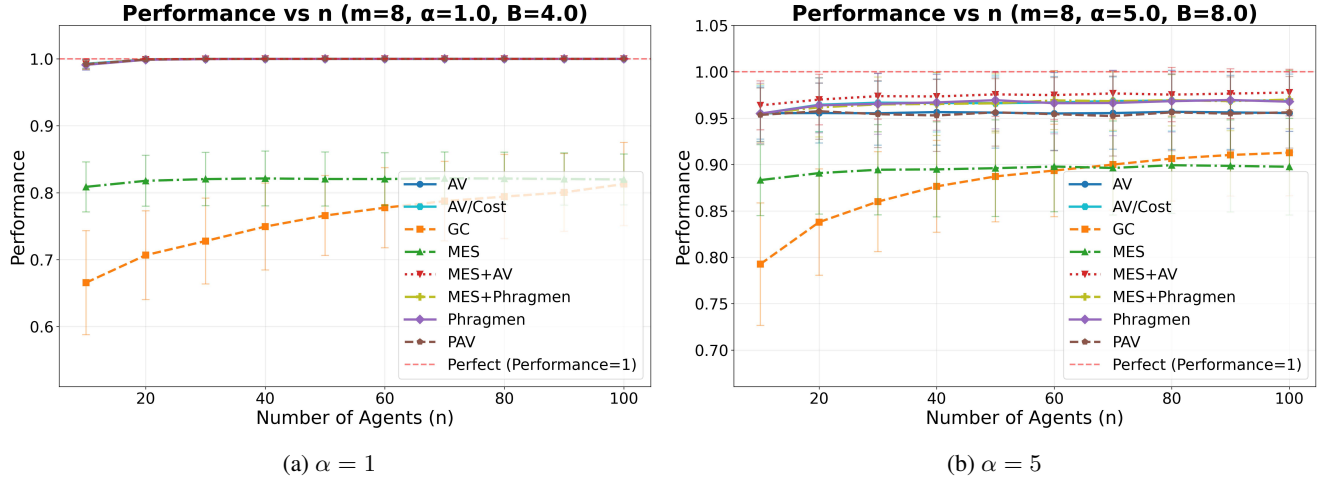 Performance vs n (m=8, α=1.0, B=4.0)
1.0
0.9
0.8
0.7
0.6
Performance
20
40
60
80
100
Number of Agents (n)
AV
AV/Cost
GC
MES
MES+AV
MES+Phragmen
Phragmen
PAV
Perfect (Performance=1)
(a) α = 1
Performance vs n (m=8, α=5.0, B=8.0)
1.05
1.00
0.95
0.90
0.85
0.80
0.75
0.70
Performance
20
40
60
80
100
Number of Agents (n)
AV
AV/Cost
GC
MES
MES+AV
MES+Phragmen
Phragmen
PAV
Perfect (Performance=1)
(b) α = 5